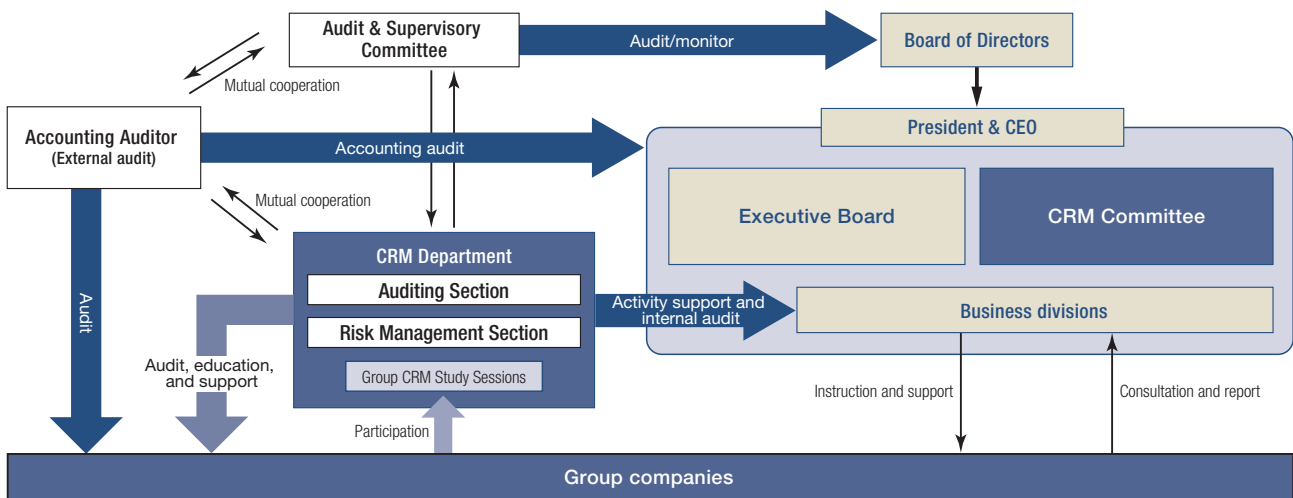 Audit & Supervisory
Committee
Audit/monitor
Board of Directors
Mutual cooperation
Accounting Auditor
(External audit)
Accounting audit
President & CEO
Mutual cooperation
Executive Board
CRM Committee
CRM Department
Auditing Section
Risk Management Section
Group CRM Study Sessions
Activity support and
internal audit
Business divisions
Audit
Audit, education,
and support
Participation
Instruction and support
Consultation and report
Group companies